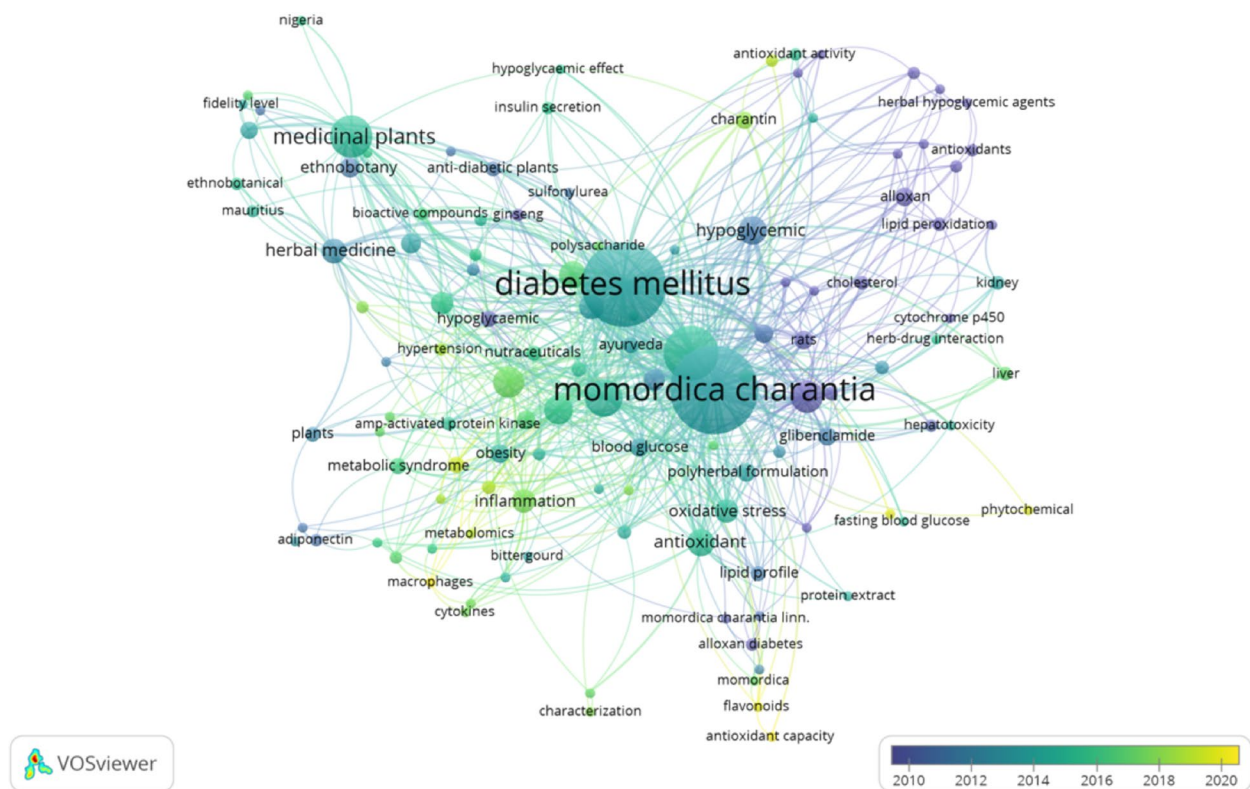 nigeria
antioxidant activity
hypoglycaemic effect
fidelity level
herbal hypoglycemic agents
insulin secretion
charantin
medicinal plants
antioxidants
ethnobotany
anti-diabetic plants
ethnobotanical
sulfonylurea
alloxan
mauritius
bioactive compounds
ginseng
lipid peroxidation
hypoglycemic
polysaccharide
herbal medicine
diabetes mellitus
cholesterol
kidney
hypoglycaemic
cytochrome p450
rats
herb-drug interaction
ayurveda
hypertension
nutraceuticals
liver
momordica charantia
amp-activated protein kinase
hepatotoxicity
plants
glibenclamide
blood glucose
obesity
metabolic syndrome
polyherbal formulation
inflammation
oxidative stress
phytochemical
fasting blood glucose
metabolomics
adiponectin
antioxidant
bittergourd
lipid profile
macrophages
protein extract
cytokines
momordica charantia linn.
alloxan diabetes
momordica
flavonoids
characterization
antioxidant capacity
VOSviewer
2010 2012 2014 2016 2018 2020